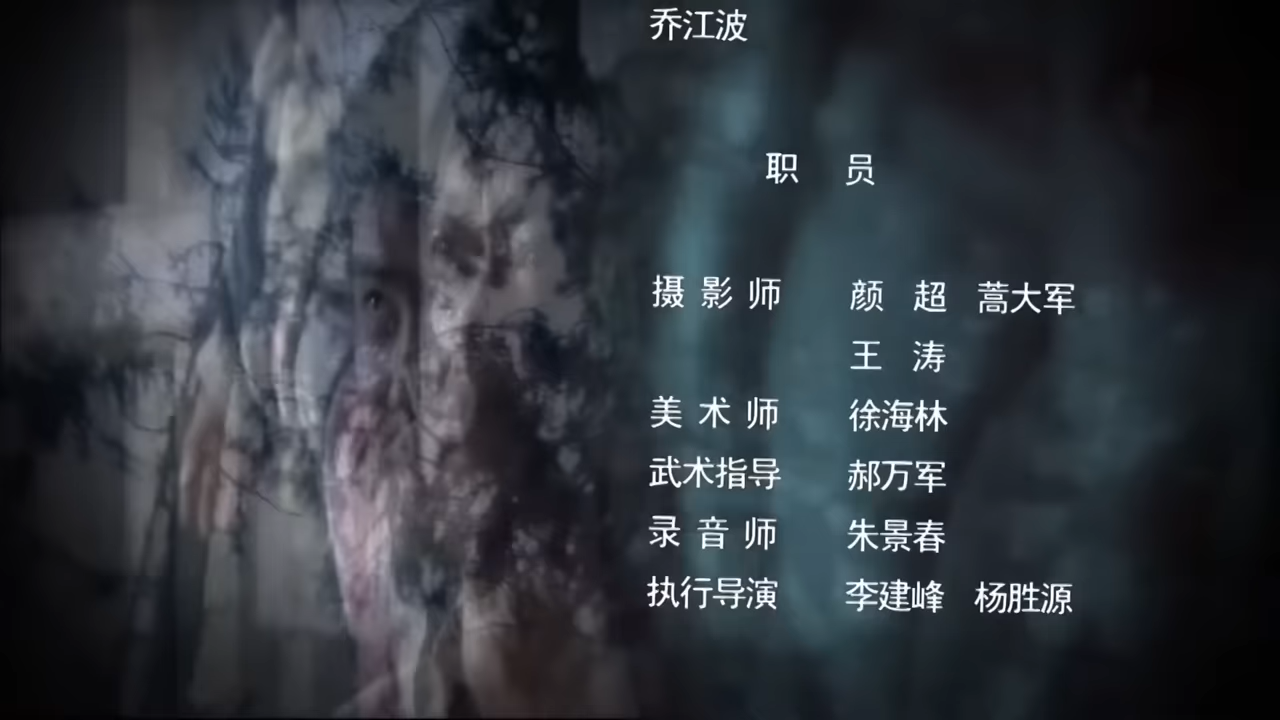 乔江波
职 员
摄影师 颜 超 蒿大军
王 涛
美术师 徐海林
武术指导 郝万军
录音师 朱景春
执行导演 李建峰 杨胜源